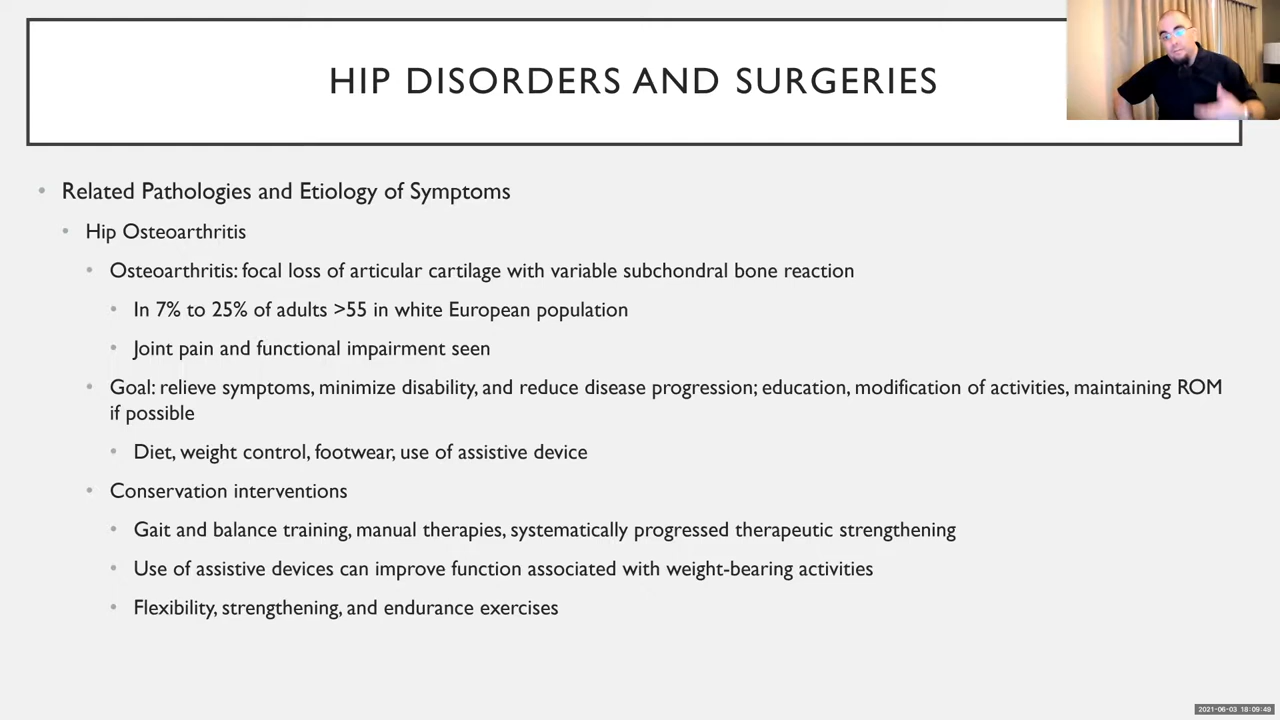 HIP DISORDERS AND SURGERIES
• Related Pathologies and Etiology of Symptoms
• Hip Osteoarthritis
• Osteoarthritis: focal loss of articular cartilage with variable subchondral bone reaction
• In 7% to 25% of adults >55 in white European population
• Joint pain and functional impairment seen
• Goal: relieve symptoms, minimize disability, and reduce disease progression; education, modification of activities, maintaining ROM
if possible
• Diet, weight control, footwear, use of assistive device
• Conservation interventions
• Gait and balance training, manual therapies, systematically progressed therapeutic strengthening
• Use of assistive devices can improve function associated with weight-bearing activities
• Flexibility, strengthening, and endurance exercises
2021-06-03 18:09:49